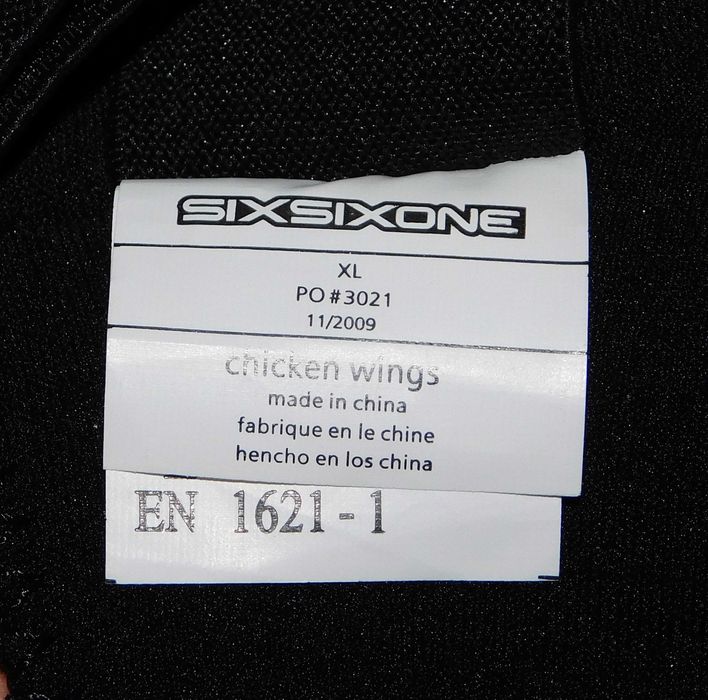 SIXSIXONE
XL
PO#3021
11/2009
chicken wings
made in china
fabrique en le chine
hencho en los china
EN 1621-1